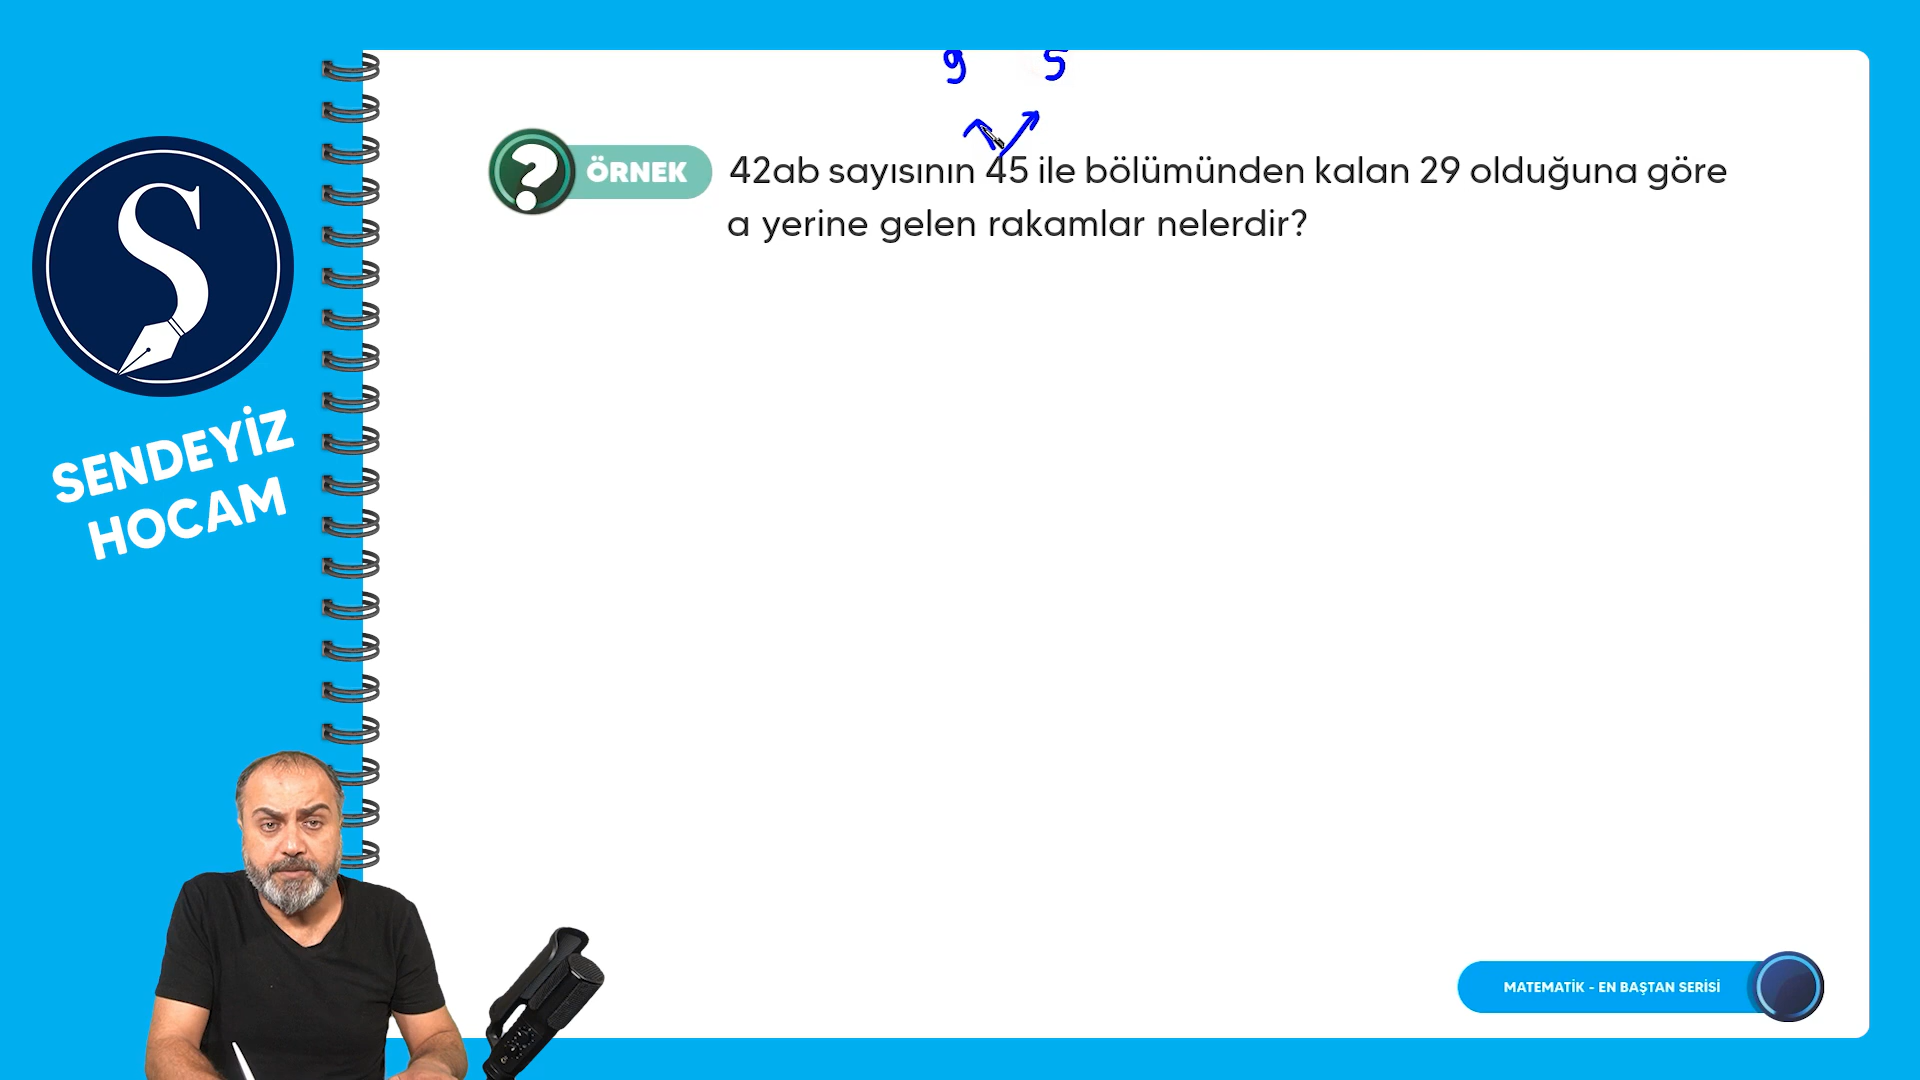 9 5
ÖRNEK
42ab sayısının 45 ile bölümünden kalan 29 olduğuna göre
a yerine gelen rakamlar nelerdir?
S
SENDEYİZ
HOCAM
MATEMATİK - EN BAŞTAN SERİSİ